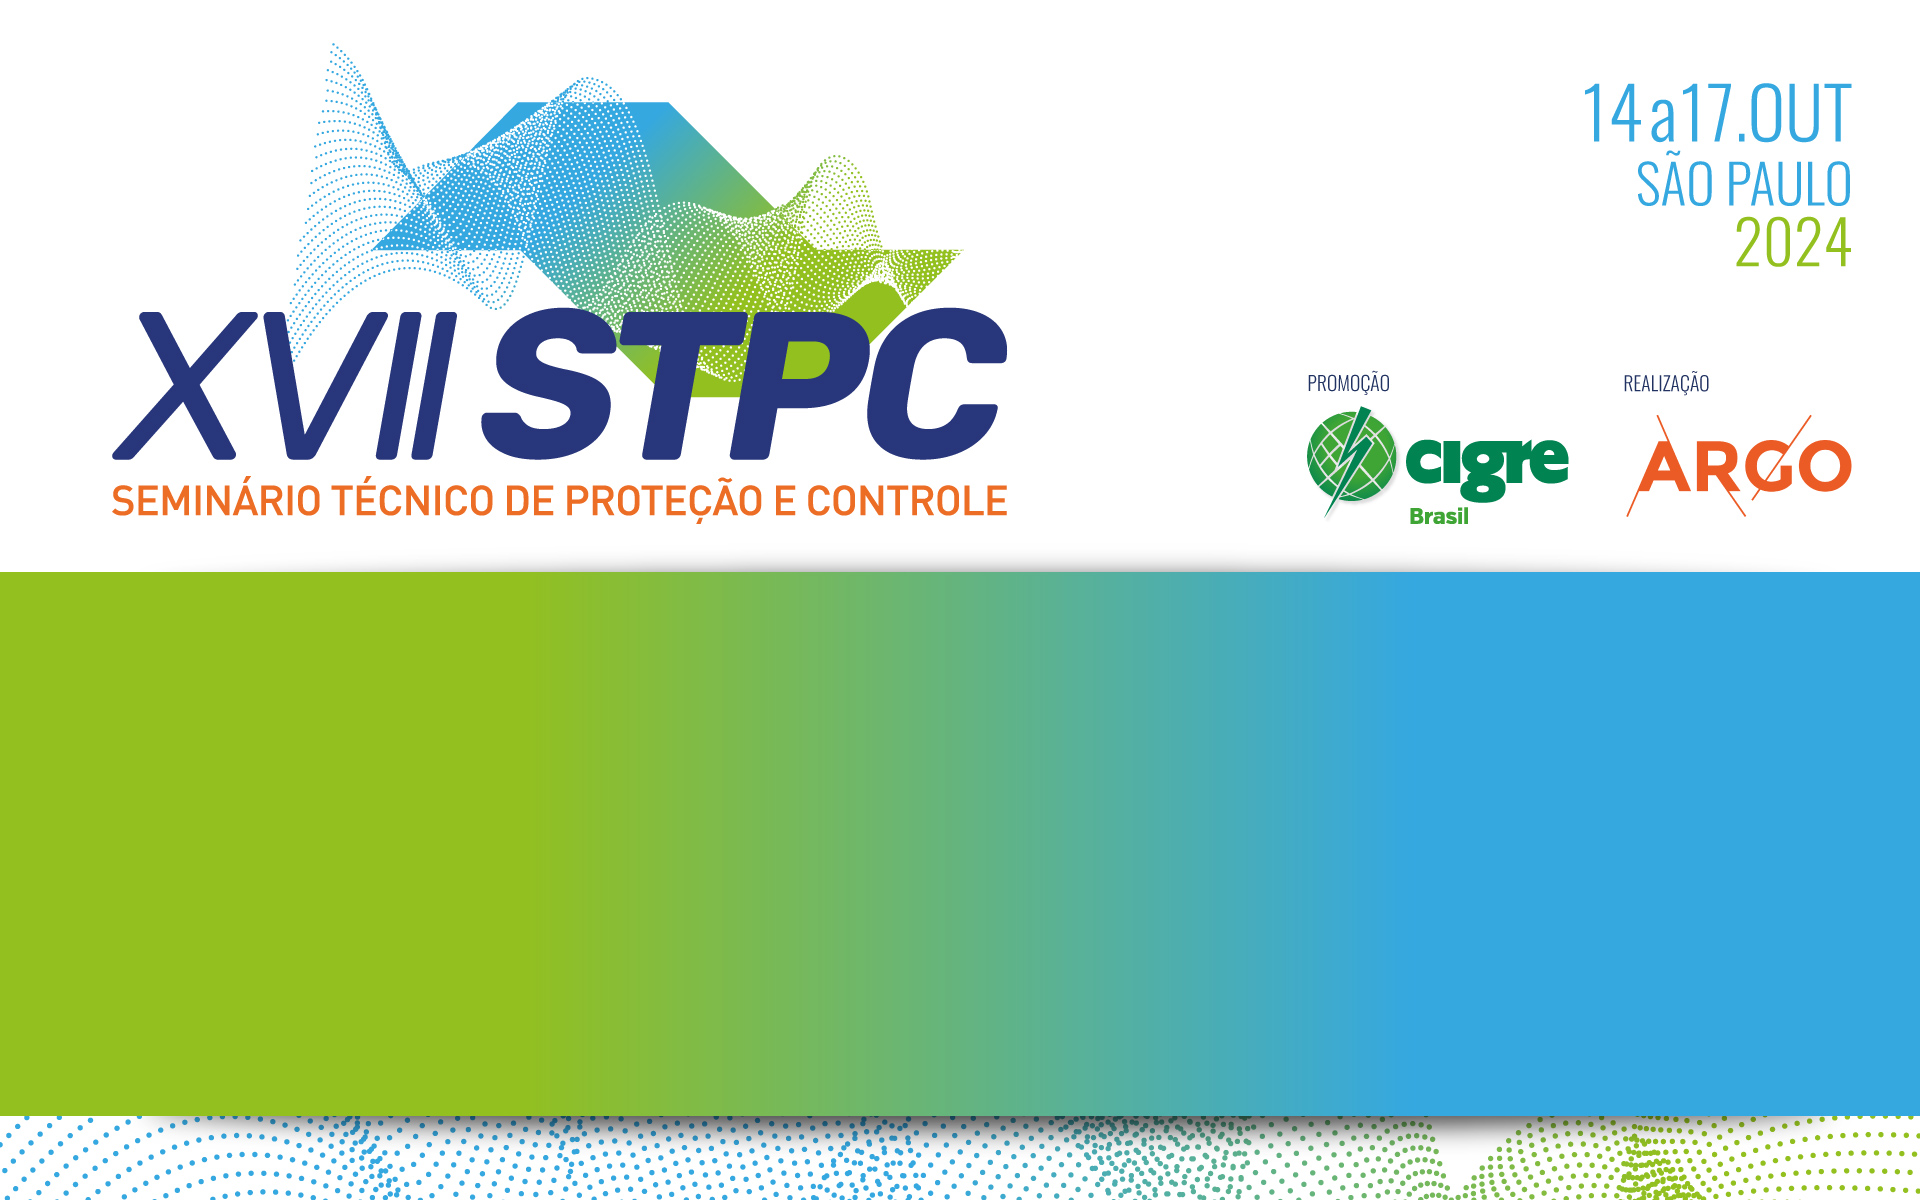 XVII STPC
SEMINÁRIO TÉCNICO DE PROTEÇÃO E CONTROLE
14 a 17.OUT
SÃO PAULO
2024
PROMOÇÃO
cigre
Brasil
REALIZAÇÃO
ARGO